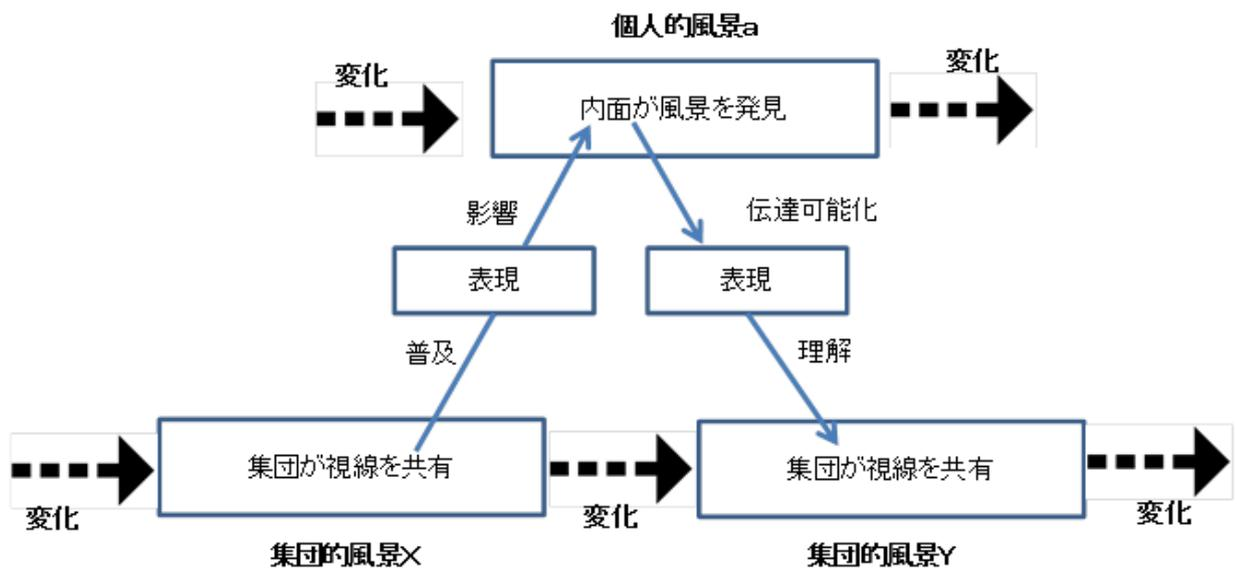 個人的風景a
変化
変化
内面が風景を発見
影響
伝達可能化
表現
表現
普及
理解
集団が視線を共有
集団が視線を共有
変化
変化
変化
集団的風景X
集団的風景Y